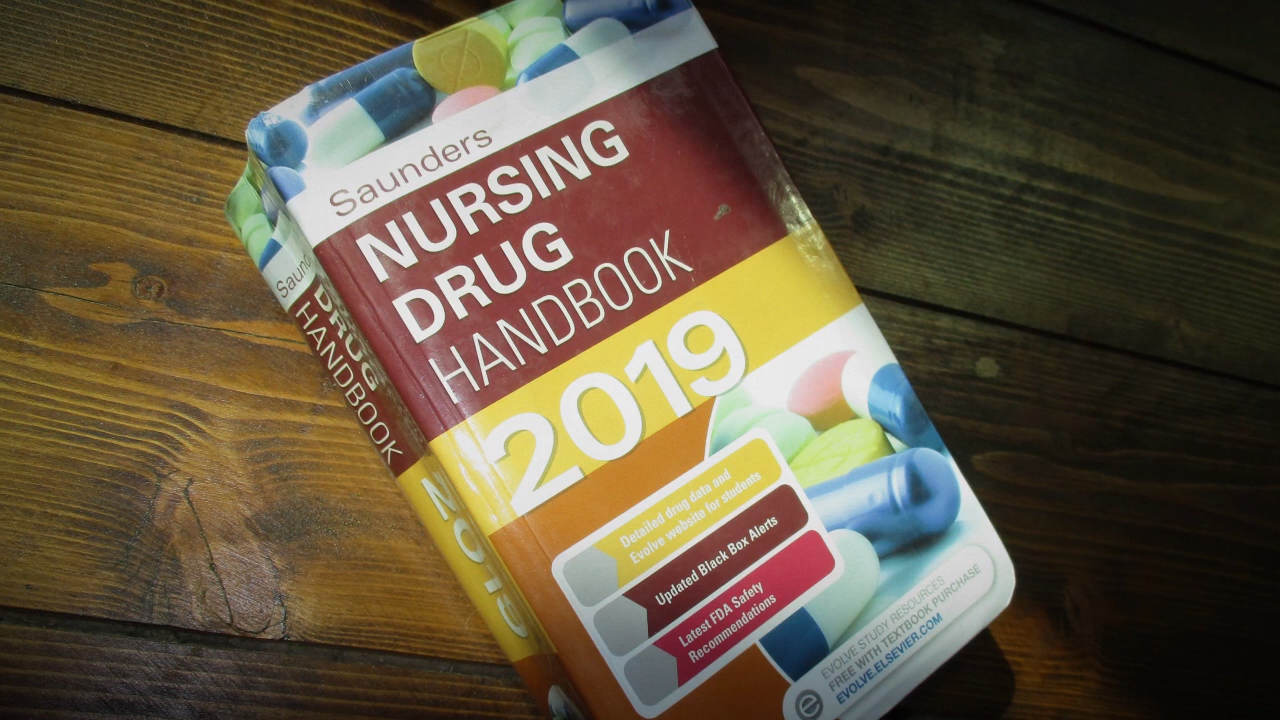 Saunders
NURSING
DRUG
HANDBOOK
2019
Detailed drug data and
Evolve website for students
Updated Black Box Alerts
Latest FDA Safety
Recommendations
e
EVOLVE STUDY RESOURCES
FREE WITH TEXTBOOK PURCHASE
EVOLVE.ELSEVIER.COM
Saund
DRUG
HANDBOOK
2019